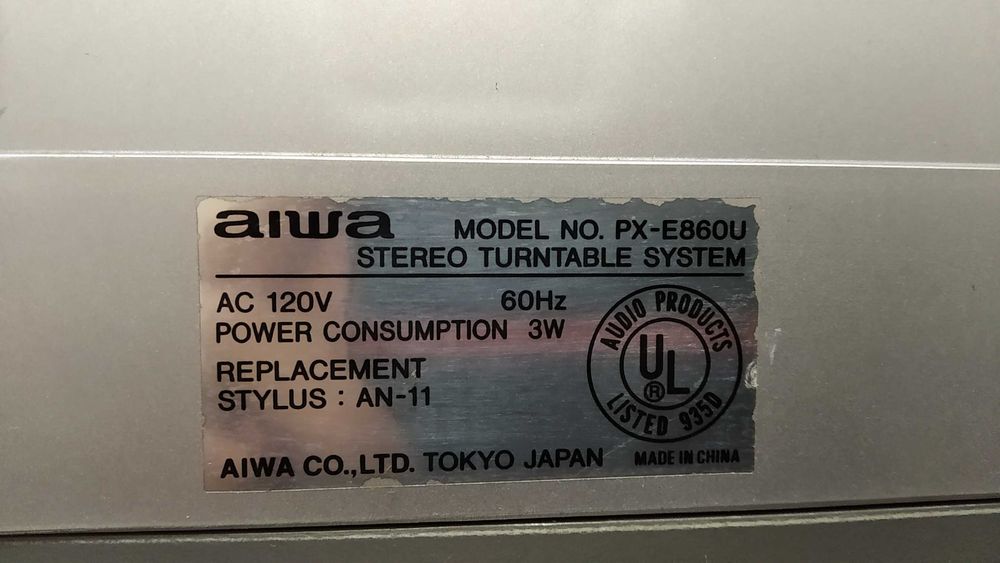 aiwa
MODEL NO. PX-E860U
STEREO TURNTABLE SYSTEM
AC 120V 60Hz
POWER CONSUMPTION 3W
REPLACEMENT
STYLUS : AN-11
AUDIO PRODUCTS
UL
®
LISTED 935D
AIWA CO.,LTD. TOKYO JAPAN
MADE IN CHINA